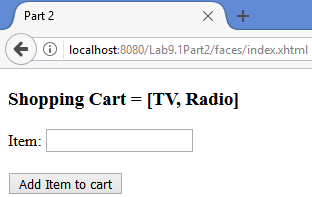 Part 2
localhost:8080/Lab9.1Part2/faces/index.xhtml
Shopping Cart = [TV, Radio]
Item:
Add Item to cart